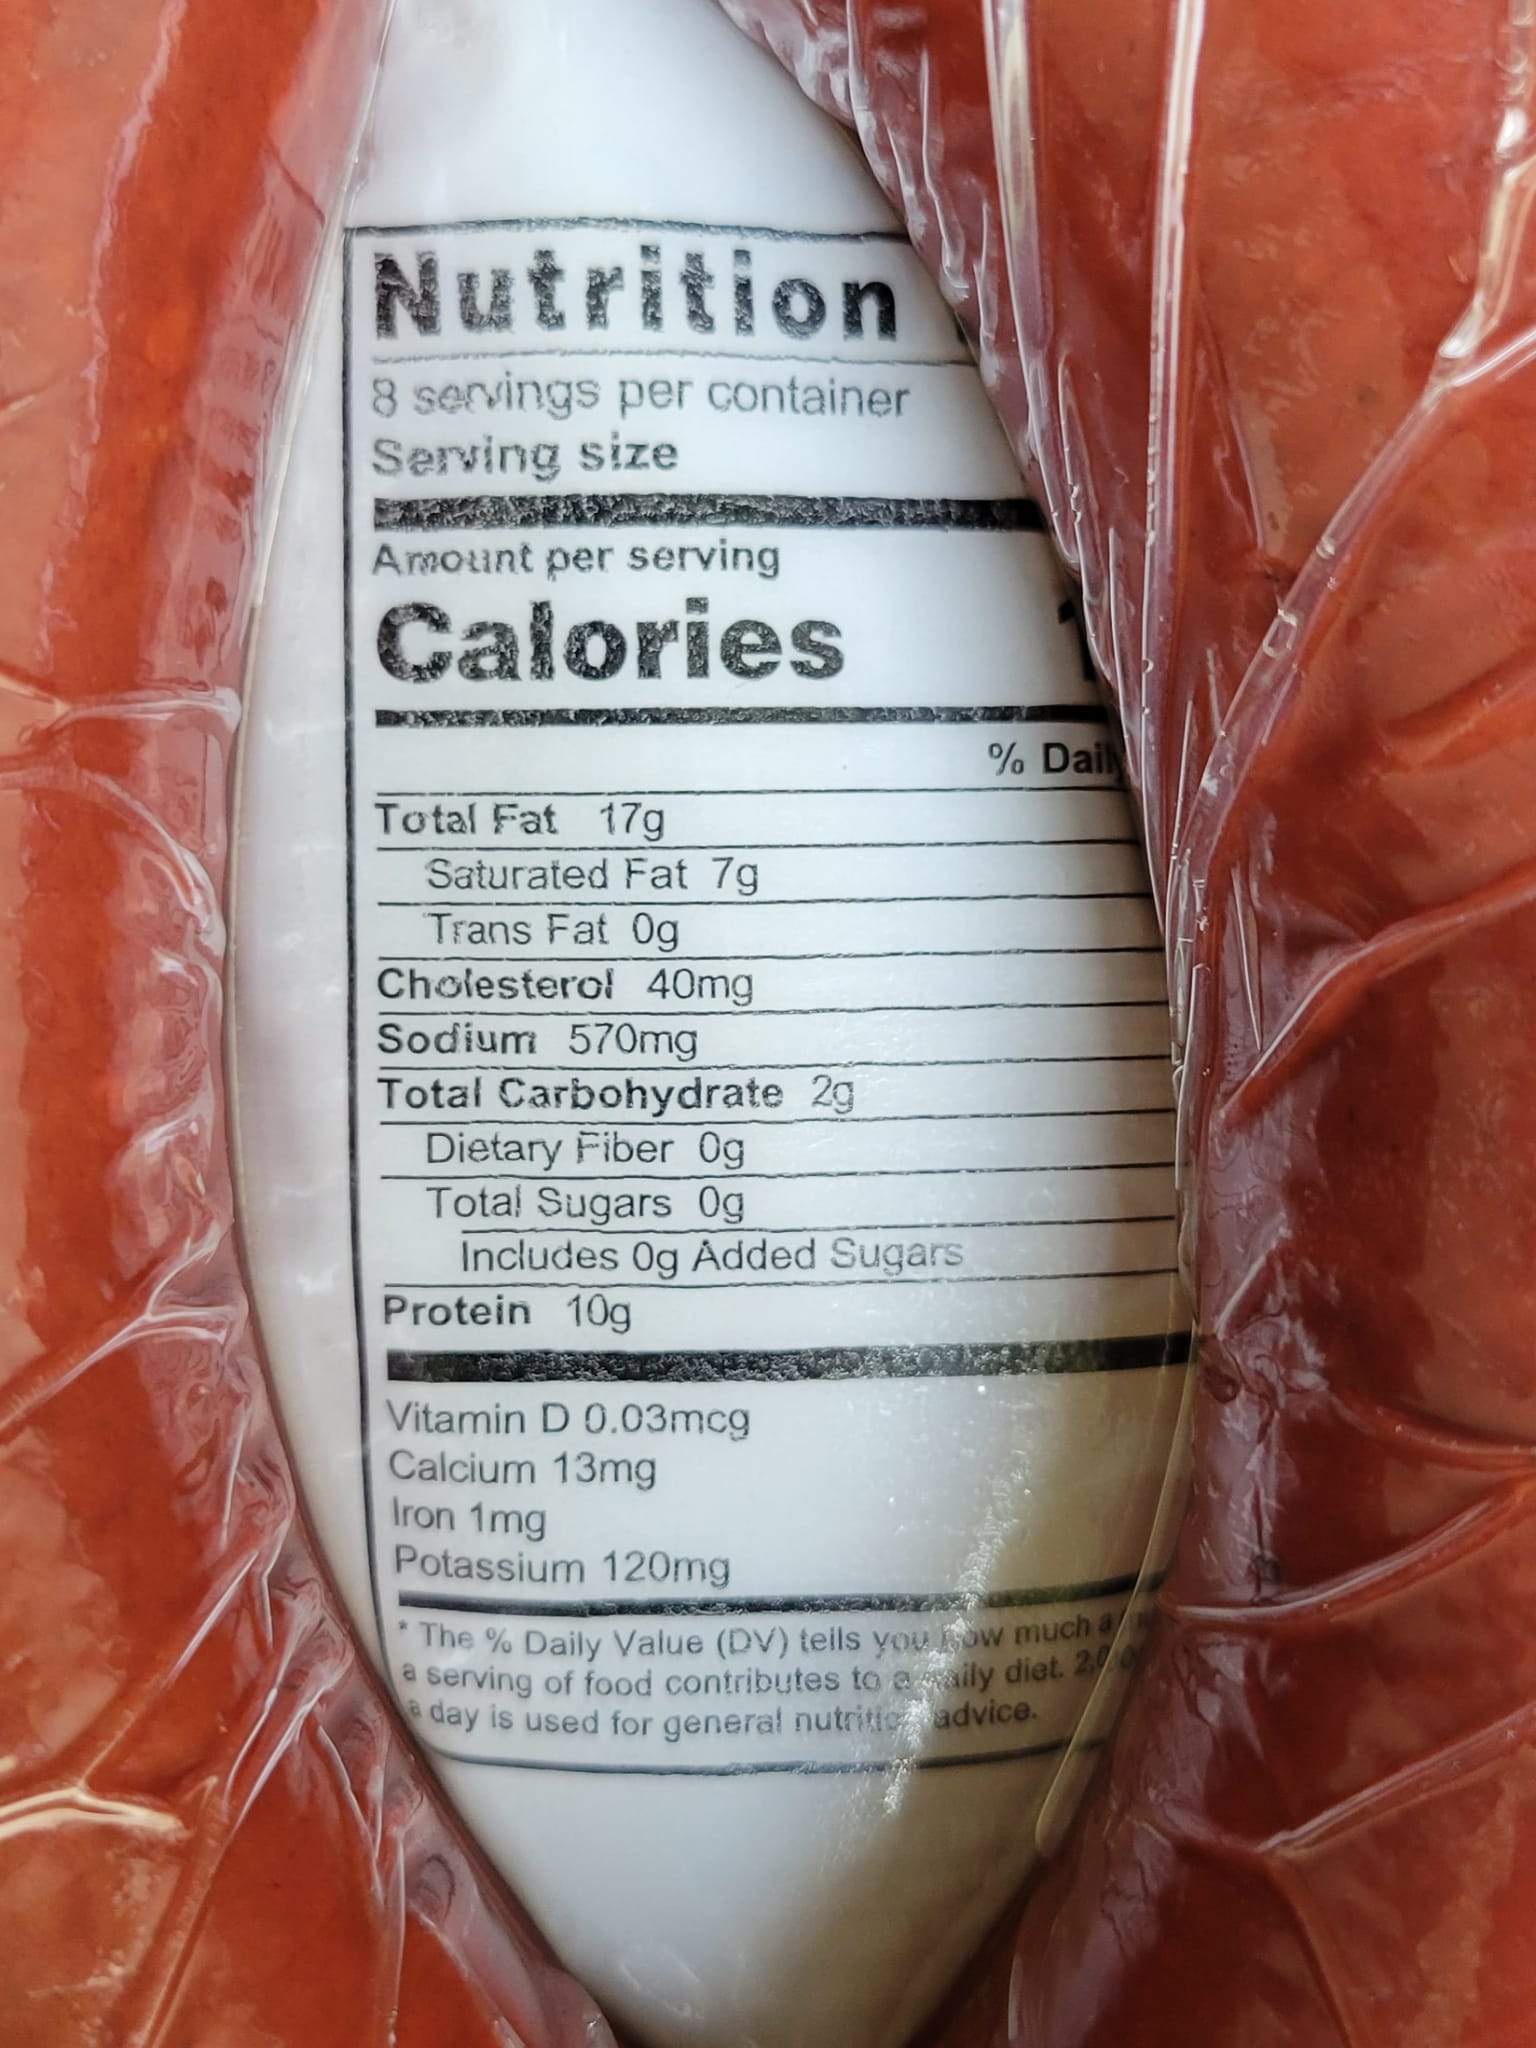 Nutrition
8 servings per container
Serving size
Amount per serving
Calories
% Daily
Total Fat 17g
Saturated Fat 7g
Trans Fat 0g
Cholesterol 40mg
Sodium 570mg
Total Carbohydrate 2g
Dietary Fiber 0g
Total Sugars 0g
Includes 0g Added Sugars
Protein 10g
Vitamin D 0.03mcg
Calcium 13mg
Iron 1mg
Potassium 120mg
* The % Daily Value (DV) tells you how much a
a serving of food contributes to a daily diet.
a day is used for general nutrition advice.